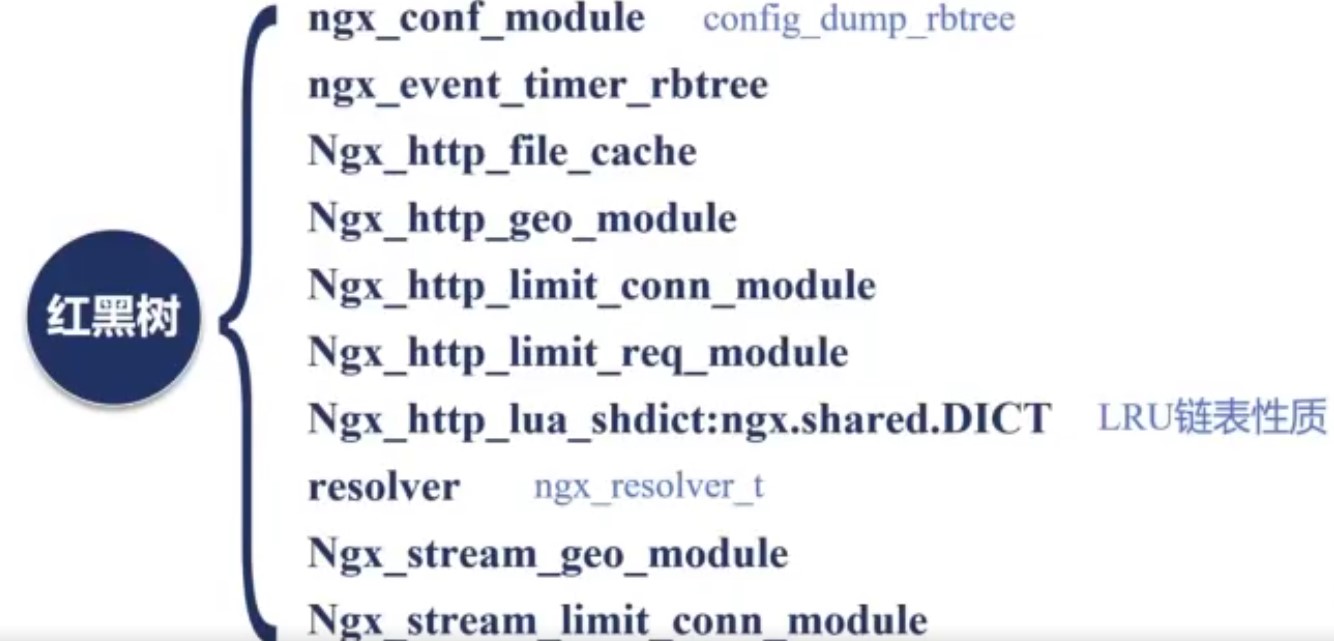 红黑树
ngx_conf_module config_dump_rbtree
ngx_event_timer_rbtree
Ngx_http_file_cache
Ngx_http_geo_module
Ngx_http_limit_conn_module
Ngx_http_limit_req_module
Ngx_http_lua_shdict:ngx.shared.DICT LRU链表性质
resolver ngx_resolver_t
Ngx_stream_geo_module
Ngx_stream_limit_conn_module